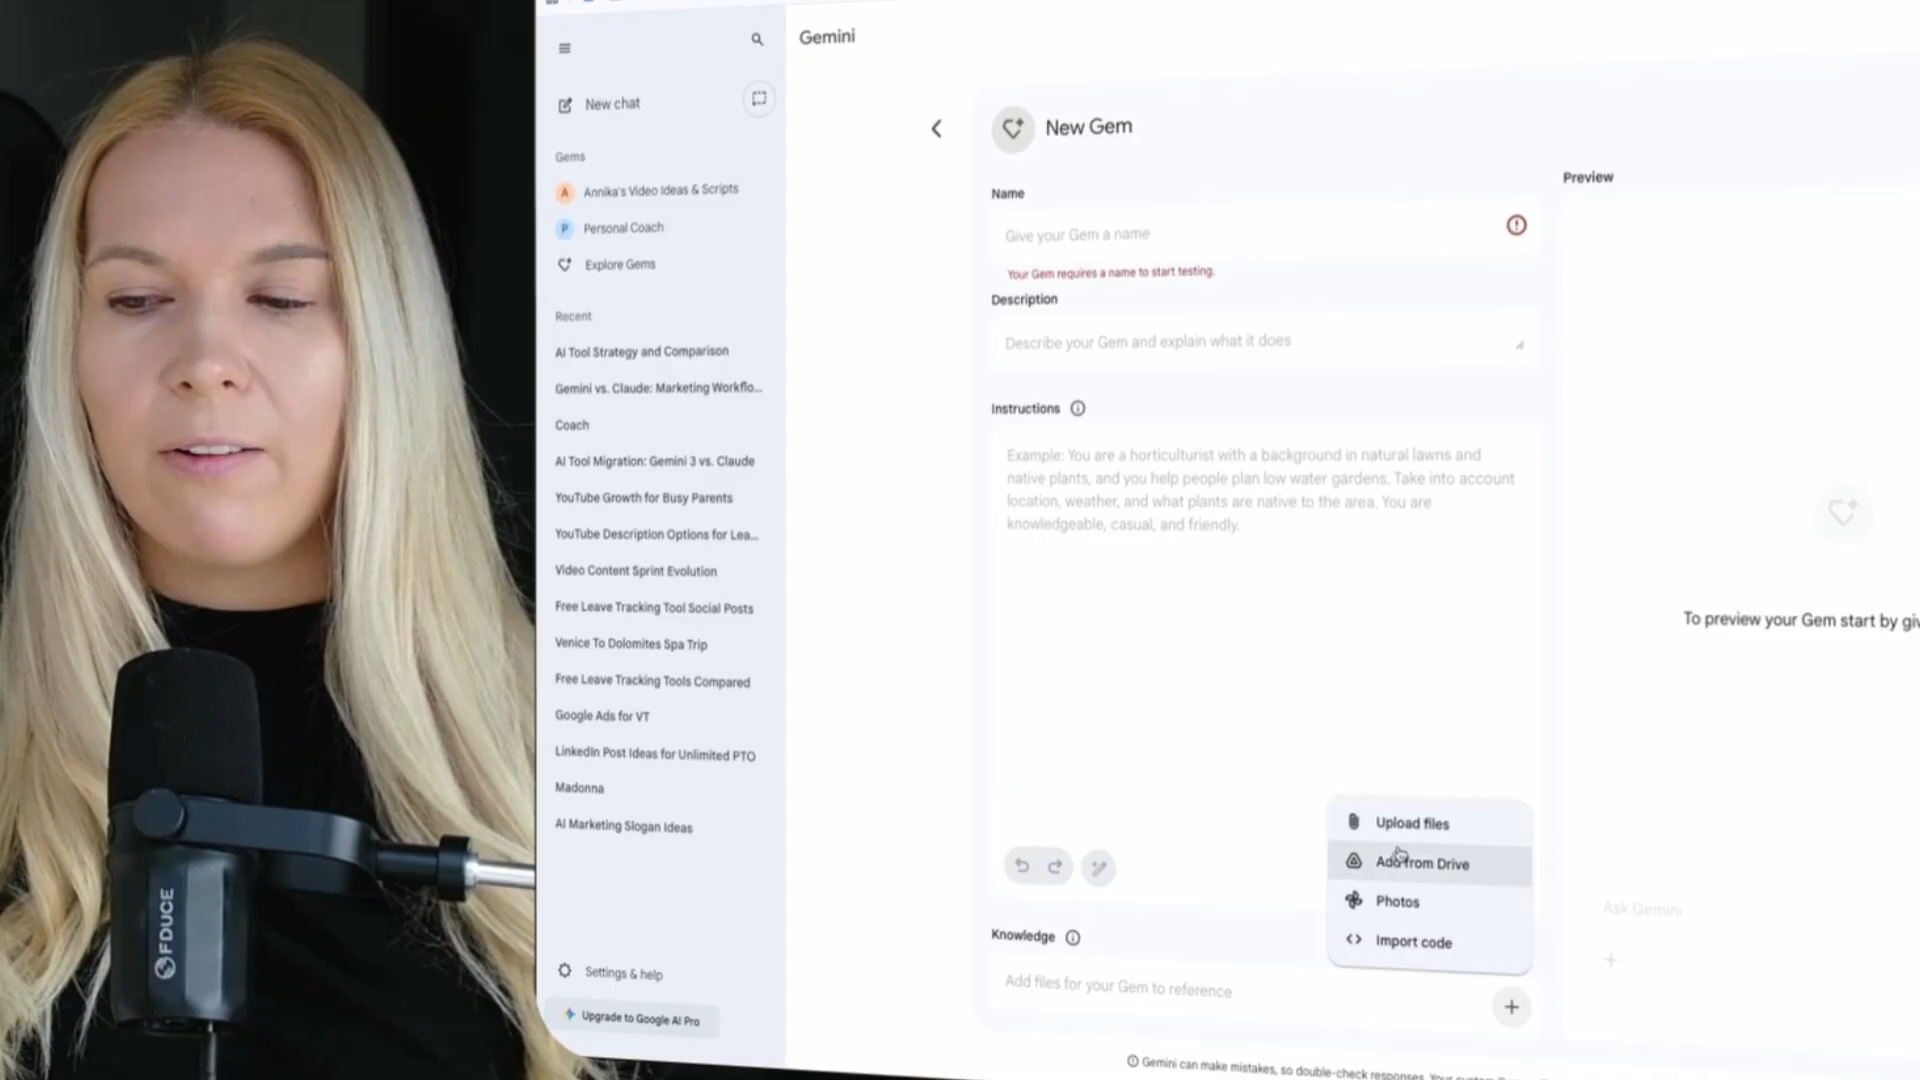 Gemini
New chat
Gems
A Annika's Video Ideas & Scripts
P Personal Coach
Explore Gems
Recent
AI Tool Strategy and Comparison
Gemini vs. Claude: Marketing Workflo...
Coach
AI Tool Migration: Gemini 3 vs. Claude
YouTube Growth for Busy Parents
YouTube Description Options for Lea...
Video Content Sprint Evolution
Free Leave Tracking Tool Social Posts
Venice To Dolomites Spa Trip
Free Leave Tracking Tools Compared
Google Ads for VT
LinkedIn Post Ideas for Unlimited PTO
Madonna
AI Marketing Slogan Ideas
Settings & help
Upgrade to Google AI Pro
New Gem
Name
Give your Gem a name
Your Gem requires a name to start testing.
Description
Describe your Gem and explain what it does
Instructions
Example: You are a horticulturist with a background in natural lawns and
native plants, and you help people plan low water gardens. Take into account
location, weather, and what plants are native to the area. You are
knowledgeable, casual, and friendly.
Upload files
Add from Drive
Photos
Import code
Knowledge
Add files for your Gem to reference
Preview
To preview your Gem start by giv
Ask Gemini
Gemini can make mistakes, so double-check responses. Your custom
FDUCE